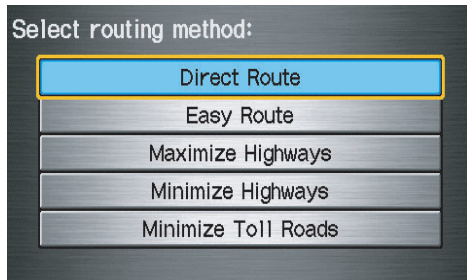 Select routing method:
Direct Route
Easy Route
Maximize Highways
Minimize Highways
Minimize Toll Roads